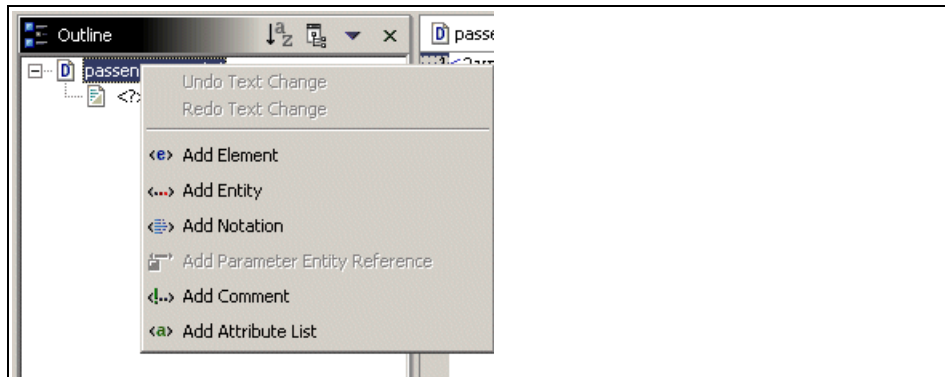 Outline
passe
passen
<?
Undo Text Change
Redo Text Change
Add Element
Add Entity
Add Notation
Add Parameter Entity Reference
Add Comment
Add Attribute List